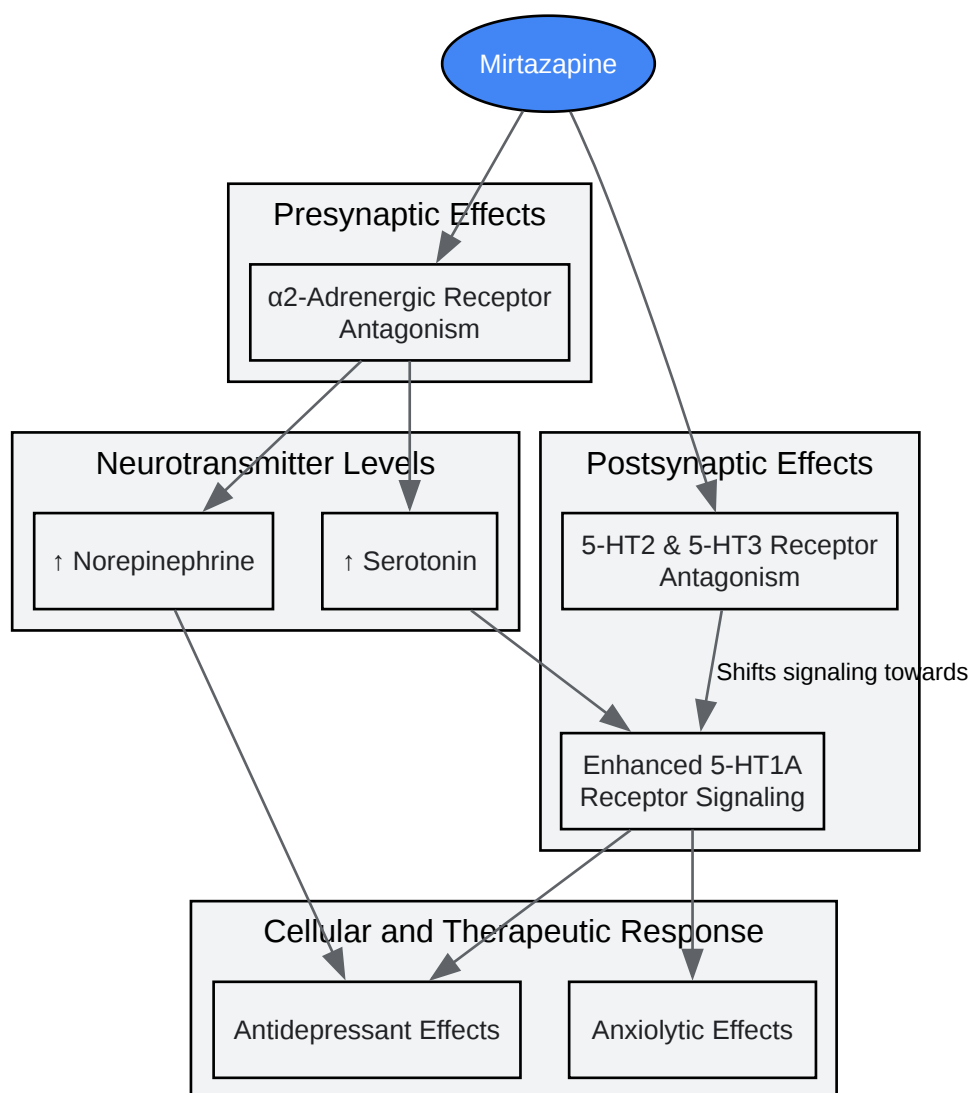 Mirtazapine
Presynaptic Effects
α2-Adrenergic Receptor
Antagonism
Neurotransmitter Levels
↑ Norepinephrine
↑ Serotonin
Postsynaptic Effects
5-HT2 & 5-HT3 Receptor
Antagonism
Shifts signaling towards
Enhanced 5-HT1A
Receptor Signaling
Cellular and Therapeutic Response
Antidepressant Effects
Anxiolytic Effects